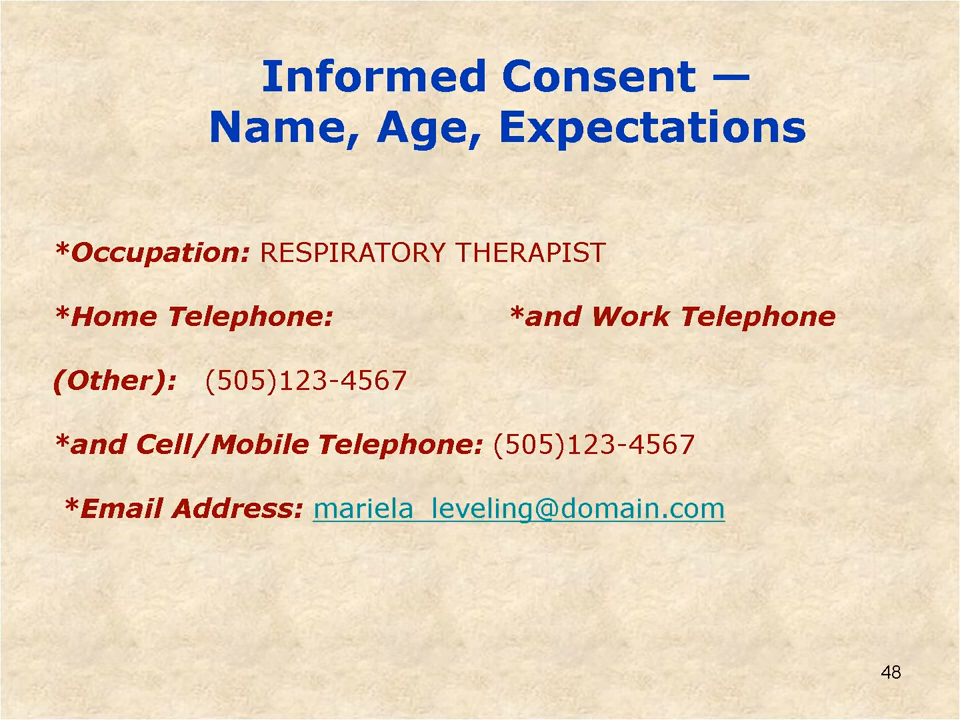 Informed Consent —
Name, Age, Expectations
*Occupation: RESPIRATORY THERAPIST
*Home Telephone: *and Work Telephone
(Other): (505)123-4567
*and Cell/Mobile Telephone: (505)123-4567
*Email Address: mariela_leveling@domain.com
48